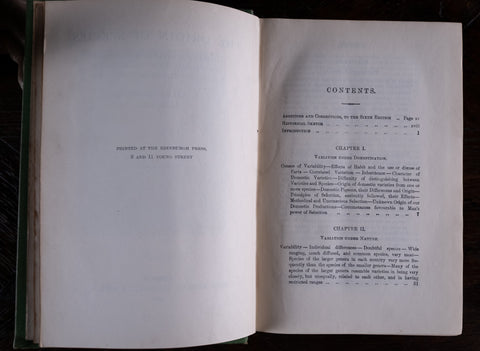 PRINTED AT THE EDINBURGH PRESS,
9 AND 11 YOUNG STREET
CONTENTS.
ADDITIONS AND CORRECTIONS, TO THE SIXTH EDITION .. Page xi
HISTORICAL SKETCH .. .. .. .. .. .. xiii
INTRODUCTION .. .. .. .. .. .. .. 1
CHAPTER I.
VARIATION UNDER DOMESTICATION.
Causes of Variability—Effects of Habit and the use or disuse of
Parts — Correlated Variation — Inheritance — Character of
Domestic Varieties — Difficulty of distinguishing between
Varieties and Species—Origin of domestic varieties from one or
more species—Domestic Pigeons, their Differences and Origin—
Principles of Selection, anciently followed, their Effects—
Methodical and Unconscious Selection—Unknown Origin of our
Domestic Productions—Circumstances favourable to Man's
power of Selection .. .. .. .. .. .. 7
CHAPTER II.
VARIATION UNDER NATURE.
Variability — Individual differences — Doubtful species — Wide
ranging, much diffused, and common species, vary most—
Species of the larger genera in each country vary more fre-
quently than the species of the smaller genera—Many of the
species of the larger genera resemble varieties in being very
closely, but unequally, related to each other, and in having
restricted ranges .. .. .. .. .. .. 31